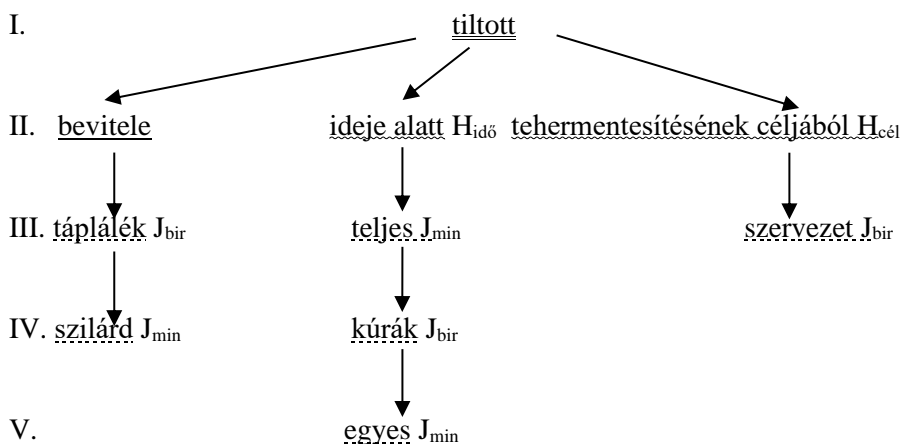 I. tiltott
II. bevitele ideje alatt Hidő tehermentesítésének céljából Hcél
III. táplálék Jbir teljes Jmin szervezet Jbir
IV. szilárd Jmin kúrák Jbir
V. egyes Jmin